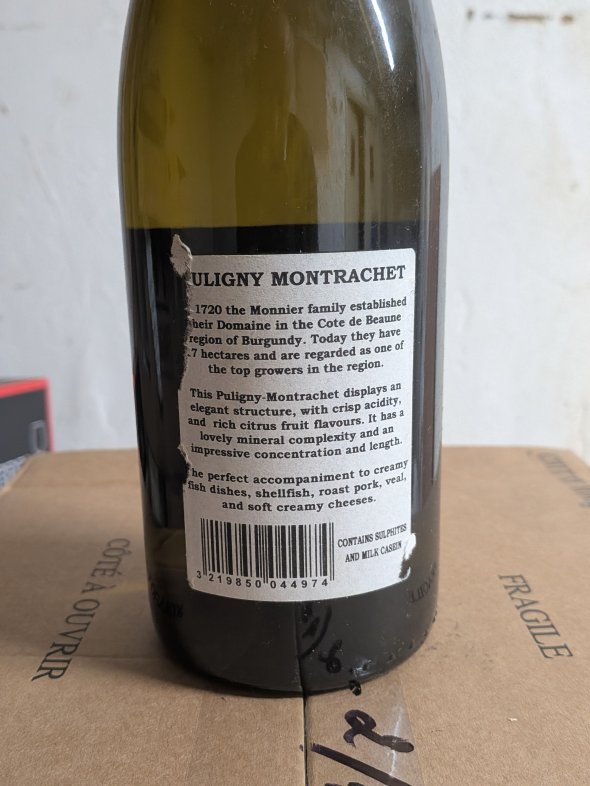 ULIGNY MONTRACHET
1720 the Monnier family established
heir Domaine in the Cote de Beaune
region of Burgundy. Today they have
.7 hectares and are regarded as one of
the top growers in the region.
This Puligny-Montrachet displays an
elegant structure, with crisp acidity,
and rich citrus fruit flavours. It has a
lovely mineral complexity and an
impressive concentration and length.
he perfect accompaniment to creamy
fish dishes, shellfish, roast pork, veal,
and soft creamy cheeses.
CONTAINS SULPHITES
AND MILK CASEIN
3 219850 044974
CÔTÉ A OUVRIR
FRAGILE